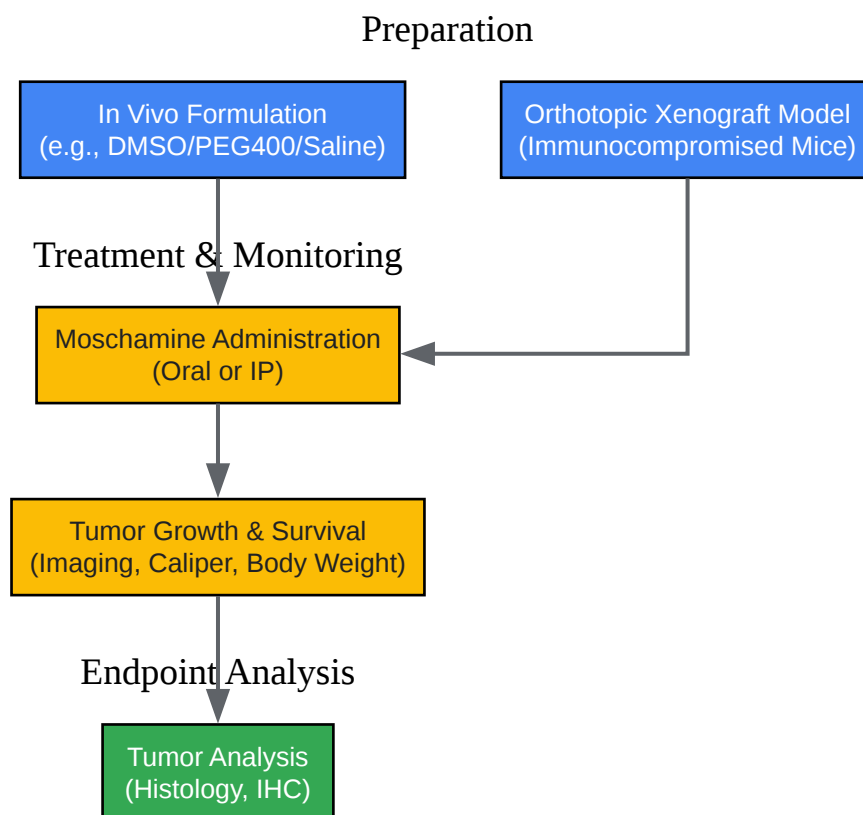 Preparation
In Vivo Formulation
(e.g., DMSO/PEG400/Saline)
Orthotopic Xenograft Model
(Immunocompromised Mice)
Treatment & Monitoring
Moschamine Administration
(Oral or IP)
Tumor Growth & Survival
(Imaging, Caliper, Body Weight)
Endpoint Analysis
Tumor Analysis
(Histology, IHC)